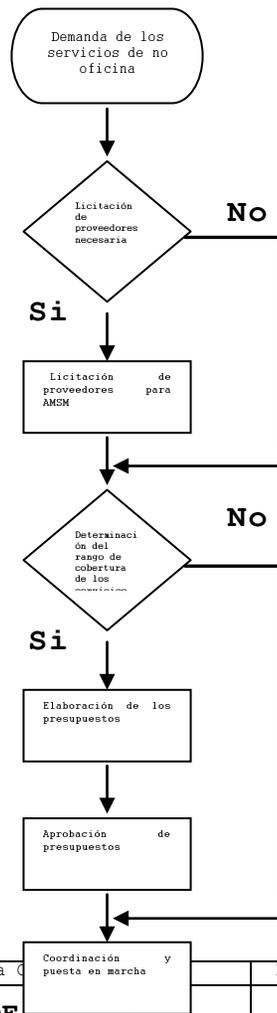 Demanda de los
servicios de no
oficina
Licitación
de
proveedores
necesaria
No
Si
Licitación de
proveedores para
AMSM
No
Determinaci
ón del
rango de
cobertura
de los
Si
Elaboración de los
presupuestos
Aprobación de
presupuestos
Coordinación y
puesta en marcha